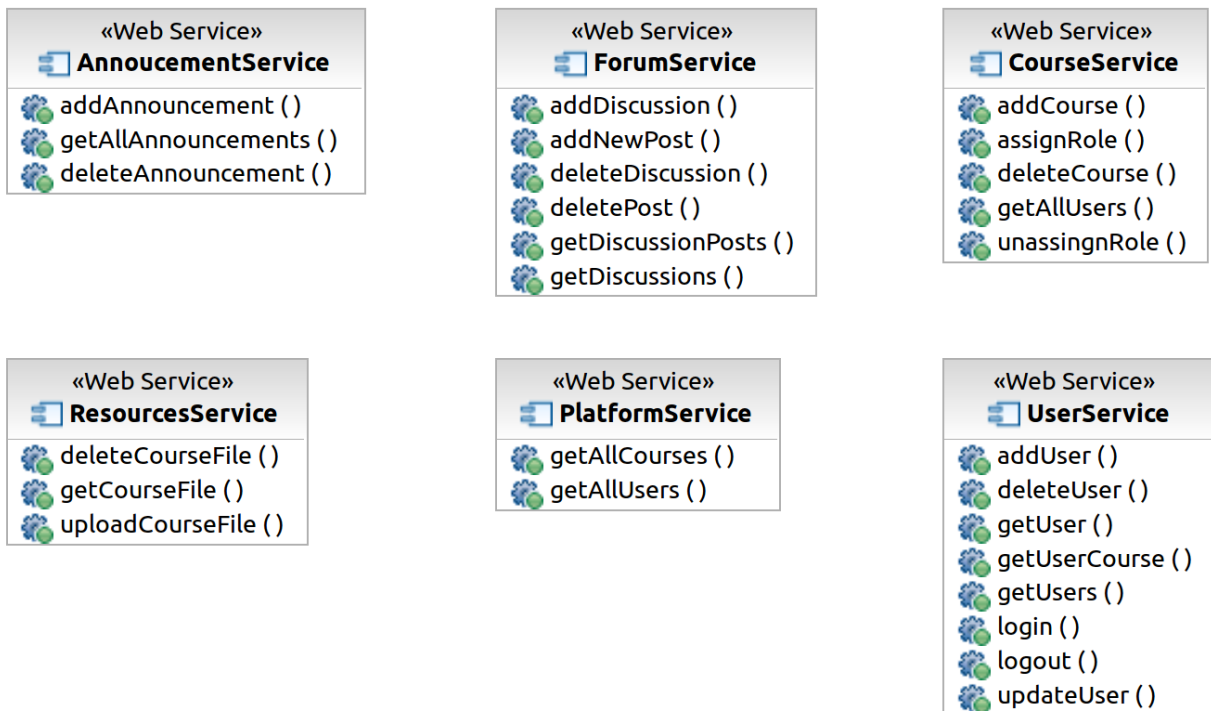 «Web Service»
AnnoucementService
addAnnouncement ( )
getAllAnnouncements ( )
deleteAnnouncement ( )
«Web Service»
ForumService
addDiscussion ( )
addNewPost ( )
deleteDiscussion ( )
deletePost ( )
getDiscussionPosts ( )
getDiscussions ( )
«Web Service»
CourseService
addCourse ( )
assignRole ( )
deleteCourse ( )
getAllUsers ( )
unassingnRole ( )
«Web Service»
ResourcesService
deleteCourseFile ( )
getCourseFile ( )
uploadCourseFile ( )
«Web Service»
PlatformService
getAllCourses ( )
getAllUsers ( )
«Web Service»
UserService
addUser ( )
deleteUser ( )
getUser ( )
getUserCourse ( )
getUsers ( )
login ( )
logout ( )
updateUser ( )